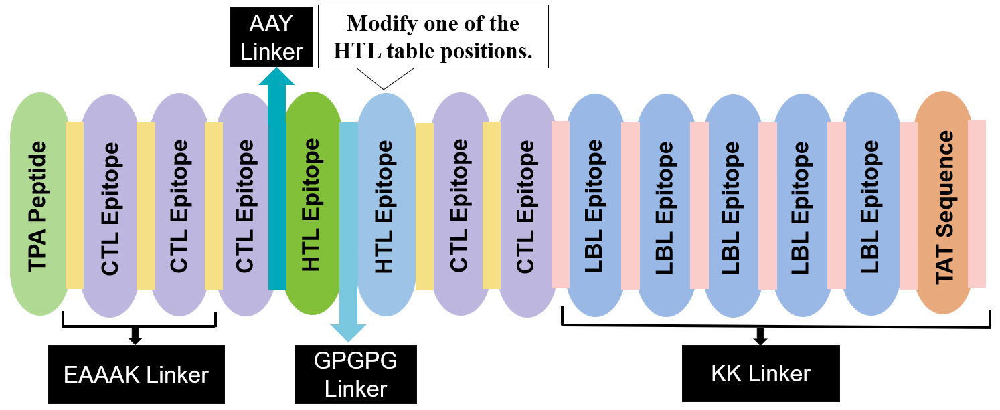 AAY
Linker
Modify one of the
HTL table positions.
TPA Peptide
CTL Epitope
CTL Epitope
CTL Epitope
HTL Epitope
HTL Epitope
CTL Epitope
CTL Epitope
LBL Epitope
LBL Epitope
LBL Epitope
LBL Epitope
LBL Epitope
TAT Sequence
EAAAK Linker
GPGPG
Linker
KK Linker